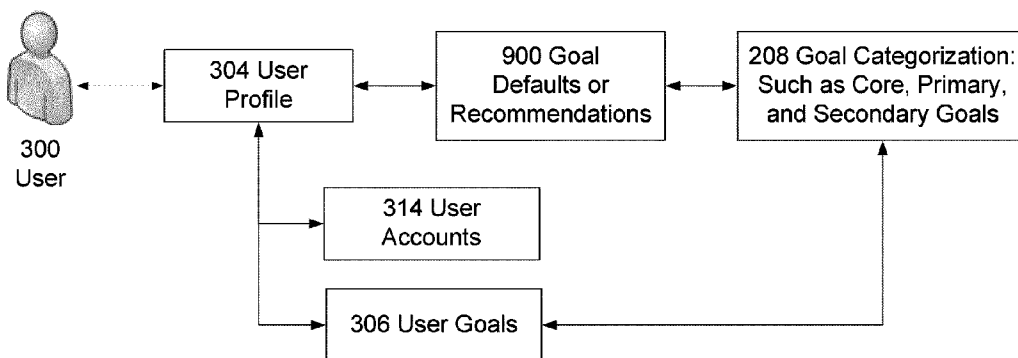 304 User
Profile
900 Goal
Defaults or
Recommendations
208 Goal Categorization:
Such as Core, Primary,
and Secondary Goals
300
User
314 User
Accounts
306 User Goals